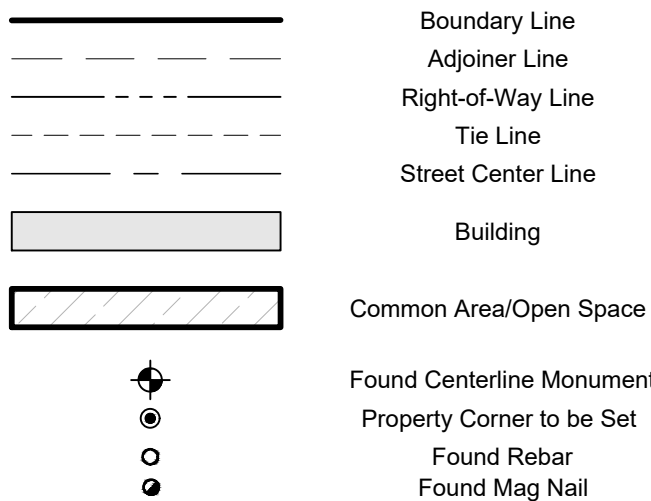 Boundary Line
Adjoiner Line
Right-of-Way Line
Tie Line
Street Center Line
Building
Common Area/Open Space
Found Centerline Monument
Property Corner to be Set
Found Rebar
Found Mag Nail